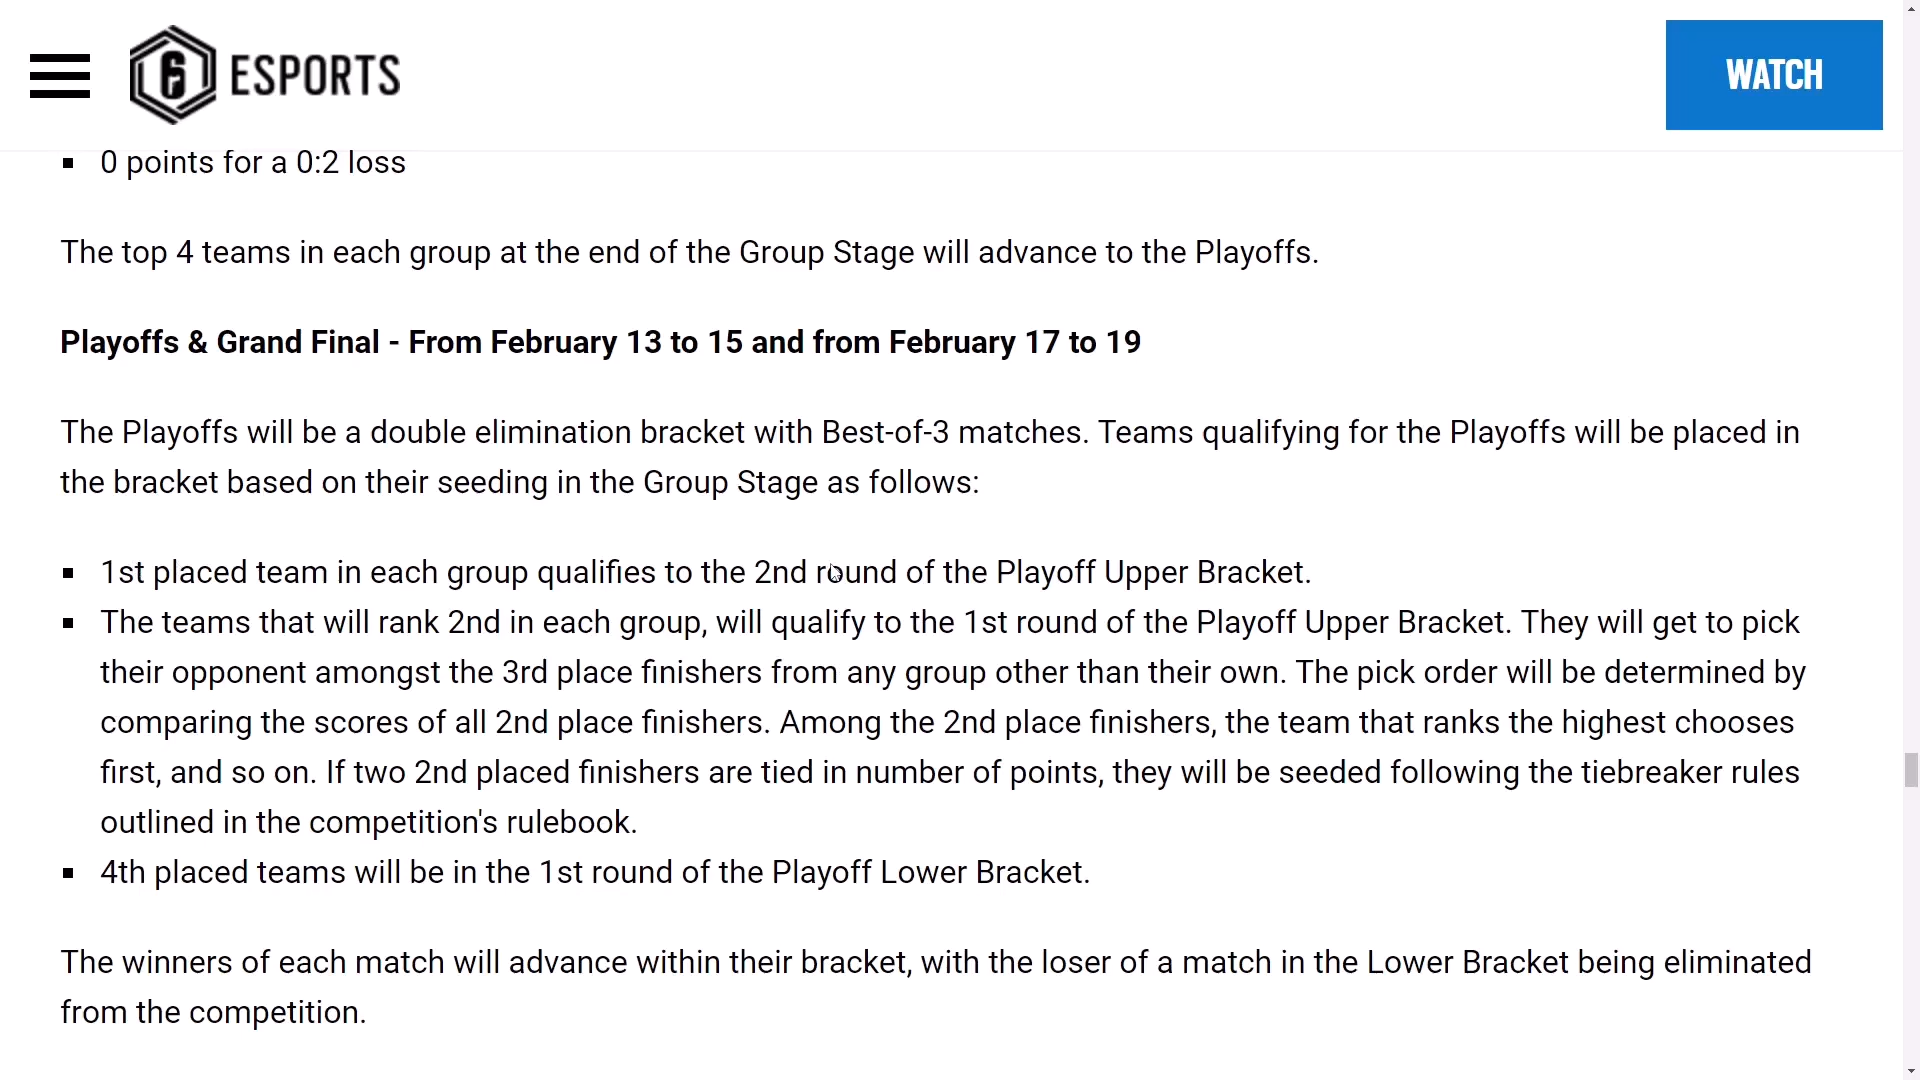 6 ESPORTS
WATCH
0 points for a 0:2 loss
The top 4 teams in each group at the end of the Group Stage will advance to the Playoffs.
Playoffs & Grand Final - From February 13 to 15 and from February 17 to 19
The Playoffs will be a double elimination bracket with Best-of-3 matches. Teams qualifying for the Playoffs will be placed in
the bracket based on their seeding in the Group Stage as follows:
1st placed team in each group qualifies to the 2nd round of the Playoff Upper Bracket.
The teams that will rank 2nd in each group, will qualify to the 1st round of the Playoff Upper Bracket. They will get to pick
their opponent amongst the 3rd place finishers from any group other than their own. The pick order will be determined by
comparing the scores of all 2nd place finishers. Among the 2nd place finishers, the team that ranks the highest chooses
first, and so on. If two 2nd placed finishers are tied in number of points, they will be seeded following the tiebreaker rules
outlined in the competition's rulebook.
4th placed teams will be in the 1st round of the Playoff Lower Bracket.
The winners of each match will advance within their bracket, with the loser of a match in the Lower Bracket being eliminated
from the competition.